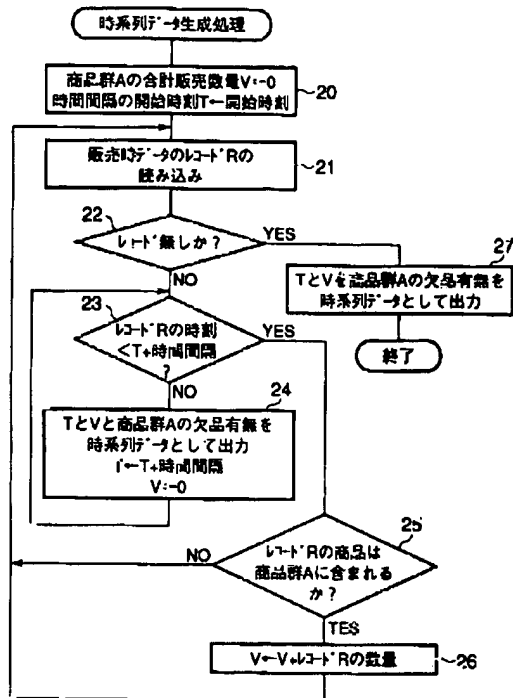 時系列データ生成処理
商品群Aの合計販売数量V:=0
時間間隔の開始時刻T←開始時刻
20
販売時データのレコードRの
読み込み
21
22
レコード無しか?
YES
NO
27
TとVと商品群Aの欠品有無を
時系列データとして出力
終了
23
レコードRの時刻
<T+時間間隔
?
YES
NO
24
TとVと商品群Aの欠品有無を
時系列データとして出力
T←T+時間間隔
V:=0
25
レコードRの商品は
商品群Aに含まれる
か?
NO
YES
V←V+レコードRの数量
26